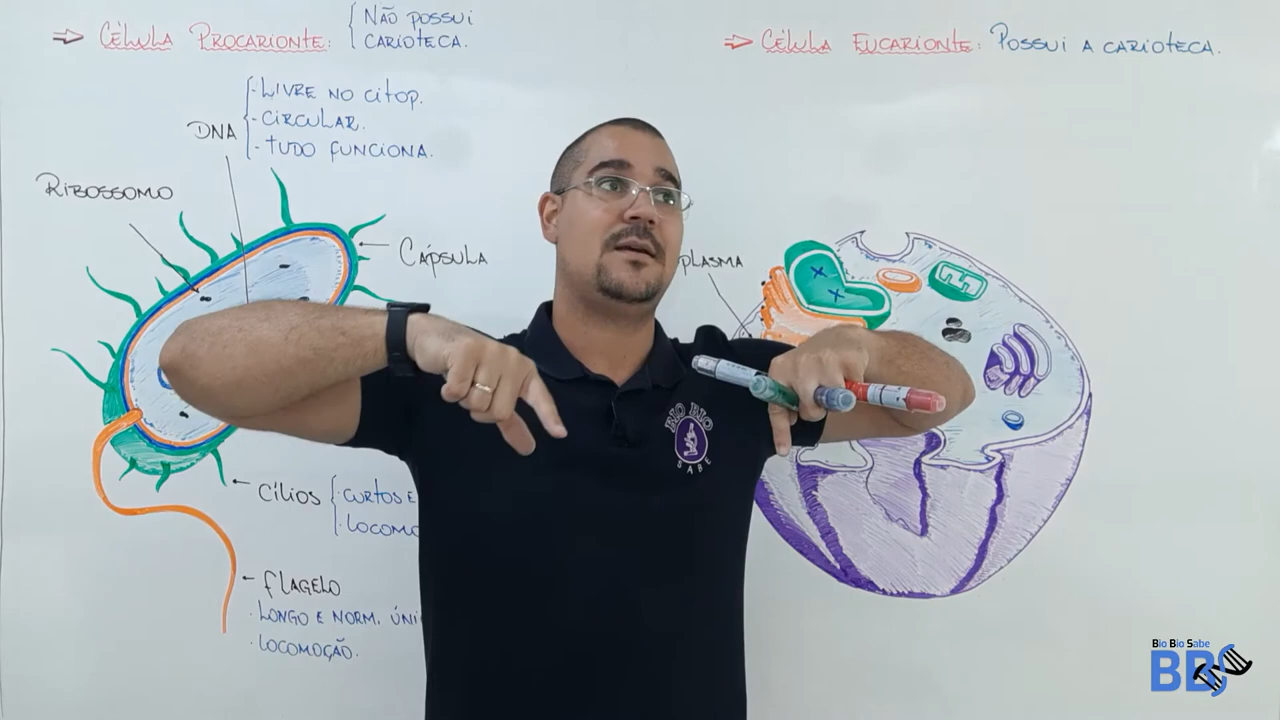 ⇒ CÉLULA PROCARIONTE: { NÃO POSSUI
CARIOTECA.
DNA { - LIVRE NO CITOP.
- CIRCULAR.
- TUDO FUNCIONA.
RIBOSSOMO
← CÁPSULA
← CÍLIOS { · CURTOS E
· LOCOMO
← FLAGELO
· LONGO E NORM. ÚNI
· LOCOMOÇÃO.
⇒ CÉLULA EUCARIONTE: POSSUI A CARIOTECA.
PLASMA
BIO BIO
SABE
Bio Bio Sabe
BBS